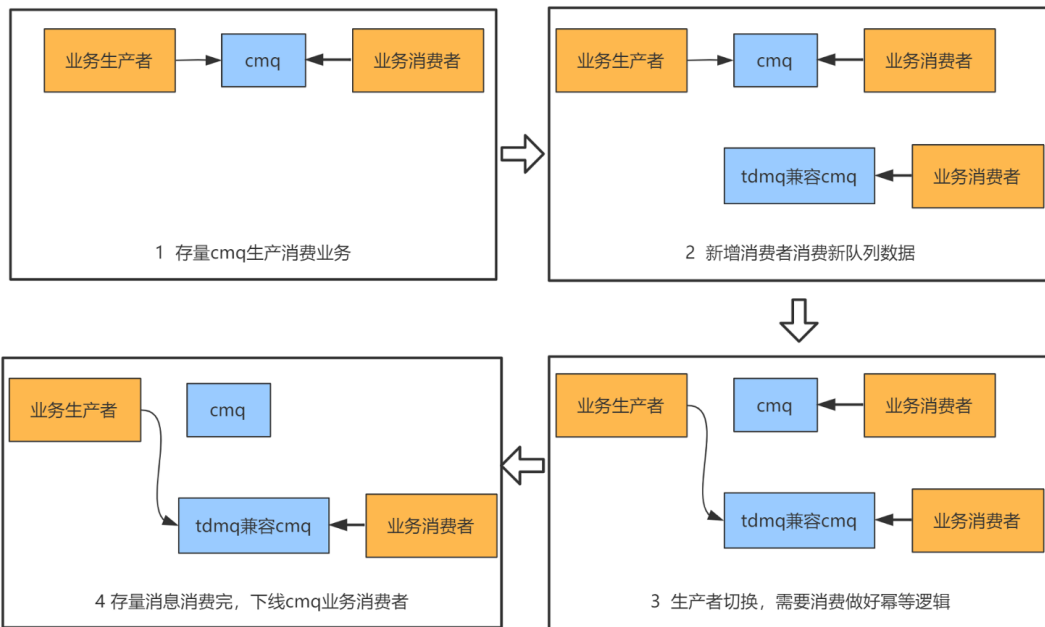 业务生产者
cmq
业务消费者
1 存量cmq生产消费业务
业务生产者
cmq
业务消费者
tdmq兼容cmq
业务消费者
2 新增消费者消费新队列数据
业务生产者
cmq
业务消费者
tdmq兼容cmq
业务消费者
3 生产者切换，需要消费做好幂等逻辑
业务生产者
cmq
tdmq兼容cmq
业务消费者
4 存量消息消费完，下线cmq业务消费者